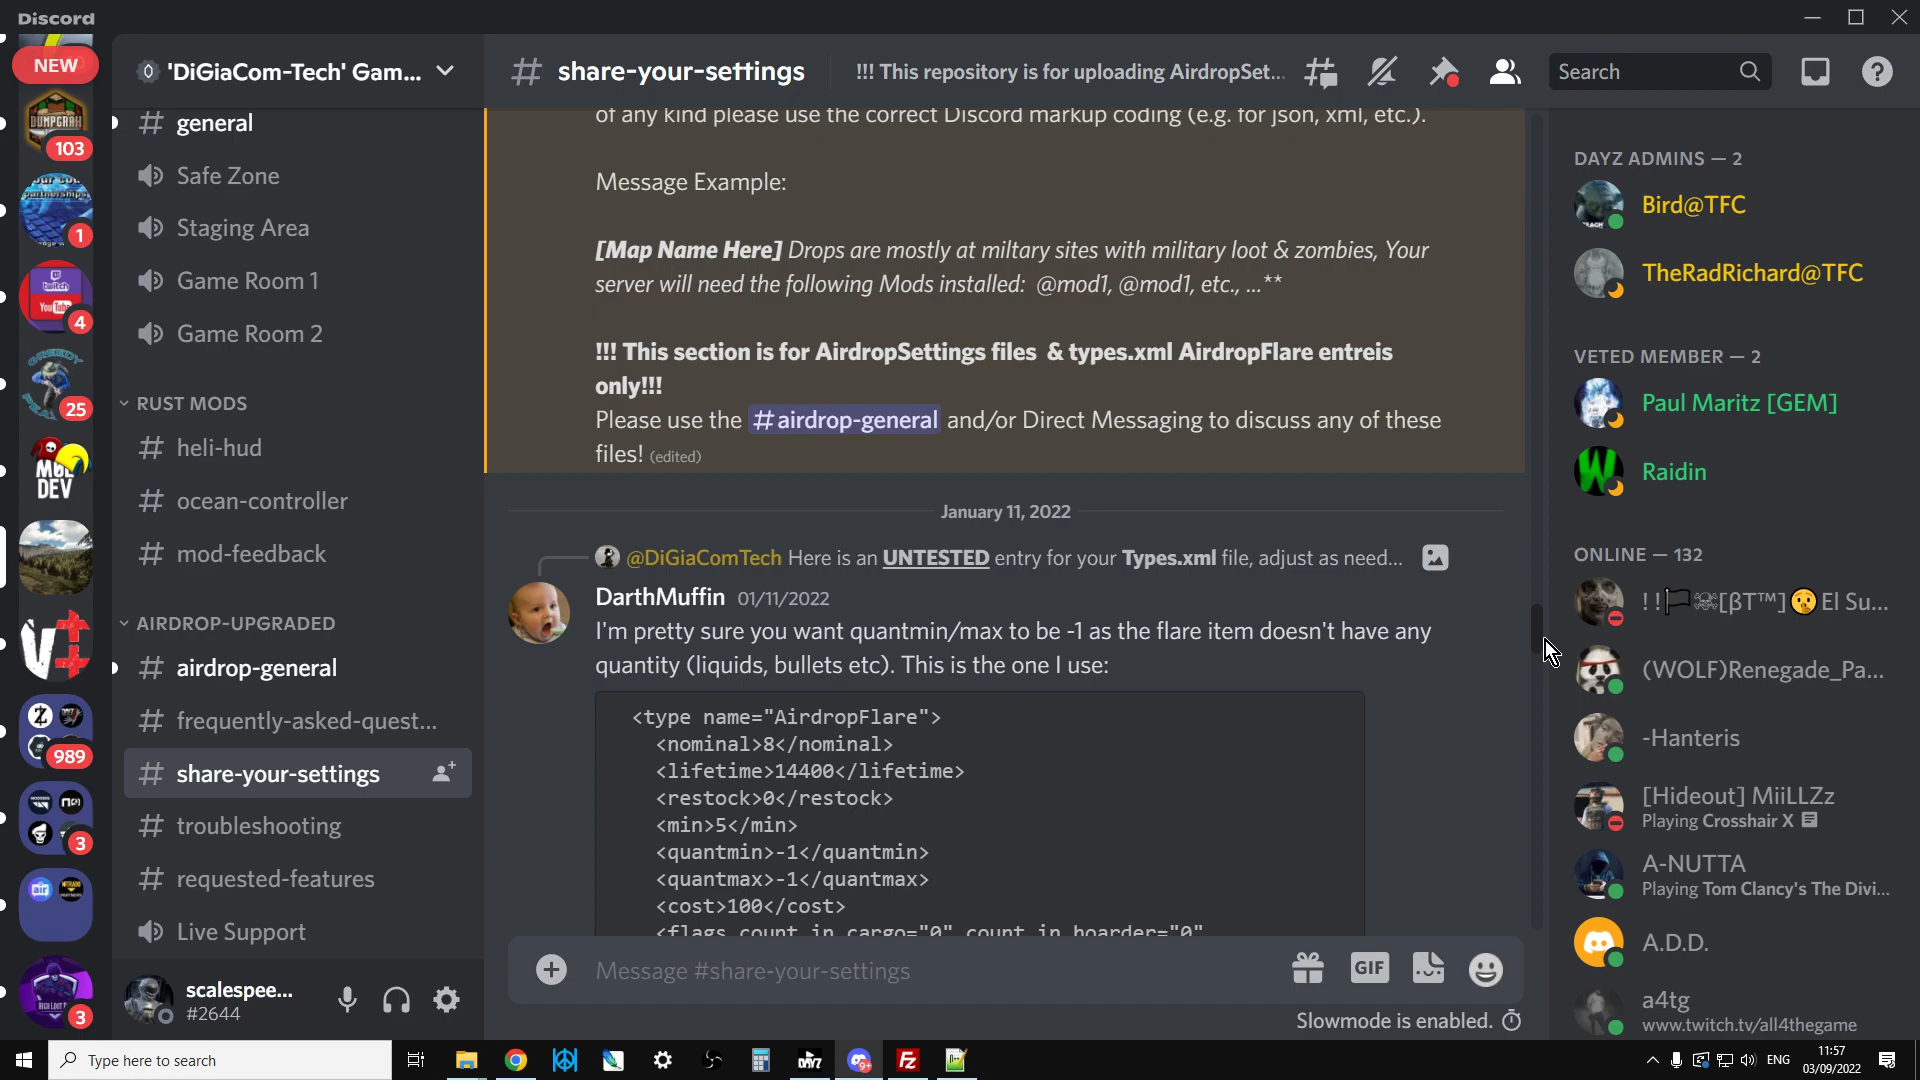 Discord
NEW
103
1
4
25
MOD
DEV
989
3
3
'DiGiaCom-Tech' Gam...
general
Safe Zone
Staging Area
Game Room 1
Game Room 2
RUST MODS
heli-hud
ocean-controller
mod-feedback
AIRDROP-UPGRADED
airdrop-general
frequently-asked-quest...
share-your-settings
troubleshooting
requested-features
Live Support
scalespee...
#2644
share-your-settings
!!! This repository is for uploading AirdropSet...
Search
of any kind please use the correct Discord markup coding (e.g. for json, xml, etc.).
Message Example:
[Map Name Here] Drops are mostly at miltary sites with military loot & zombies, Your
server will need the following Mods installed: @mod1, @mod1, etc., ...**
!!! This section is for AirdropSettings files & types.xml AirdropFlare entreis
only!!!
Please use the #airdrop-general and/or Direct Messaging to discuss any of these
files! (edited)
January 11, 2022
@DiGiaComTech Here is an UNTESTED entry for your Types.xml file, adjust as need...
DarthMuffin 01/11/2022
I'm pretty sure you want quantmin/max to be -1 as the flare item doesn't have any
quantity (liquids, bullets etc). This is the one I use:
<type name="AirdropFlare">
<nominal>8</nominal>
<lifetime>14400</lifetime>
<restock>0</restock>
<min>5</min>
<quantmin>-1</quantmin>
<quantmax>-1</quantmax>
<cost>100</cost>
<flags count_in_cargo="0" count_in_hoarder="0"
Message #share-your-settings
GIF
Slowmode is enabled.
DAYZ ADMINS — 2
Bird@TFC
TheRadRichard@TFC
VETED MEMBER — 2
Paul Maritz [GEM]
Raidin
ONLINE — 132
!!🏴☠[βT™]🤫El Su...
(WOLF)Renegade_Pa...
-Hanteris
[Hideout] MiiLLZz
Playing Crosshair X
A-NUTTA
Playing Tom Clancy's The Divi...
A.D.D.
a4tg
www.twitch.tv/all4thegame
Type here to search
ENG
11:57
03/09/2022